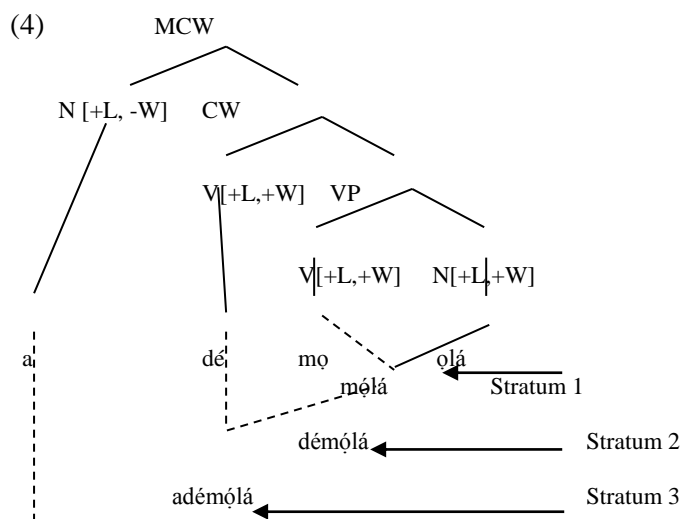 (4) MCW
N [+L, -W] CW
V[+L,+W] VP
V[+L,+W] N[+L,+W]
a dé mọ ọlá
mọ́lá Stratum 1
démọ́lá Stratum 2
adémọ́lá Stratum 3